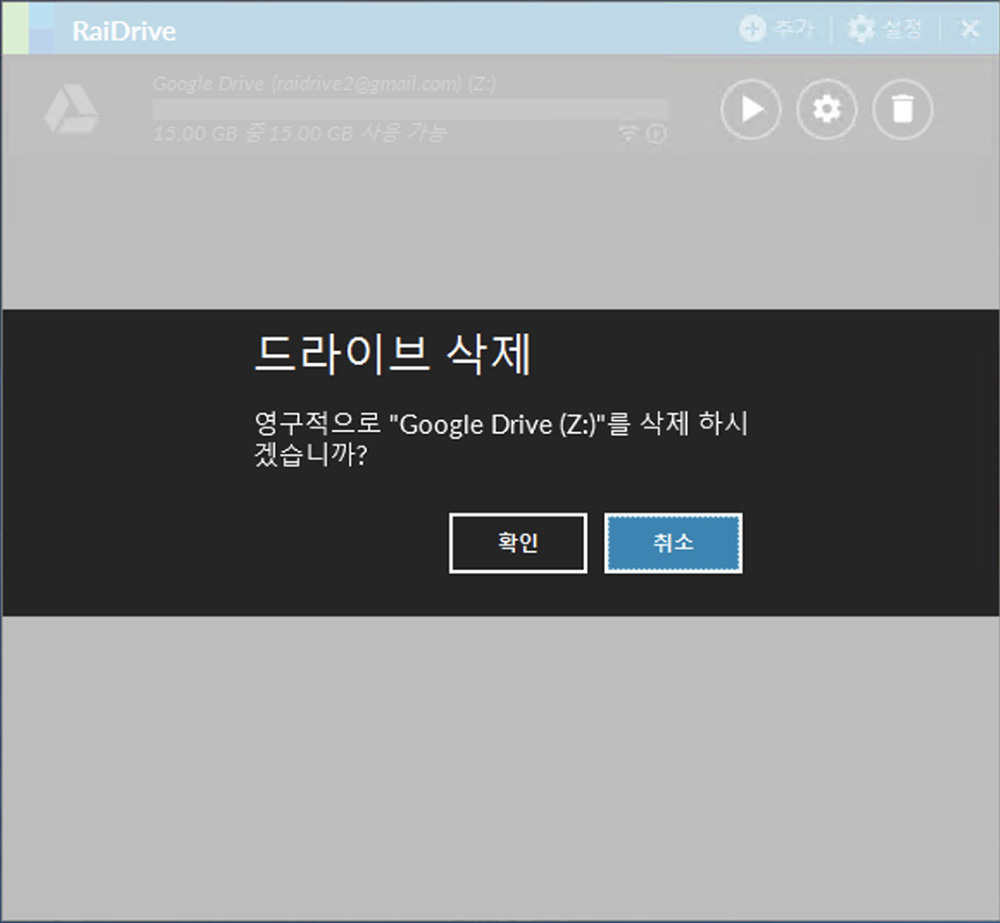 RaiDrive
추가
설정
Google Drive (raidrive2@gmail.com) (Z:)
15.00 GB 중 15.00 GB 사용 가능
드라이브 삭제
영구적으로 "Google Drive (Z:)"를 삭제 하시
겠습니까?
확인
취소